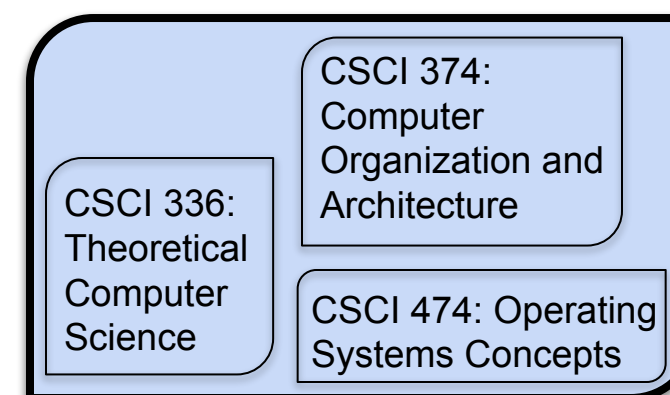 CSCI 374:
Computer
Organization and
Architecture
CSCI 336:
Theoretical
Computer
Science
CSCI 474: Operating
Systems Concepts